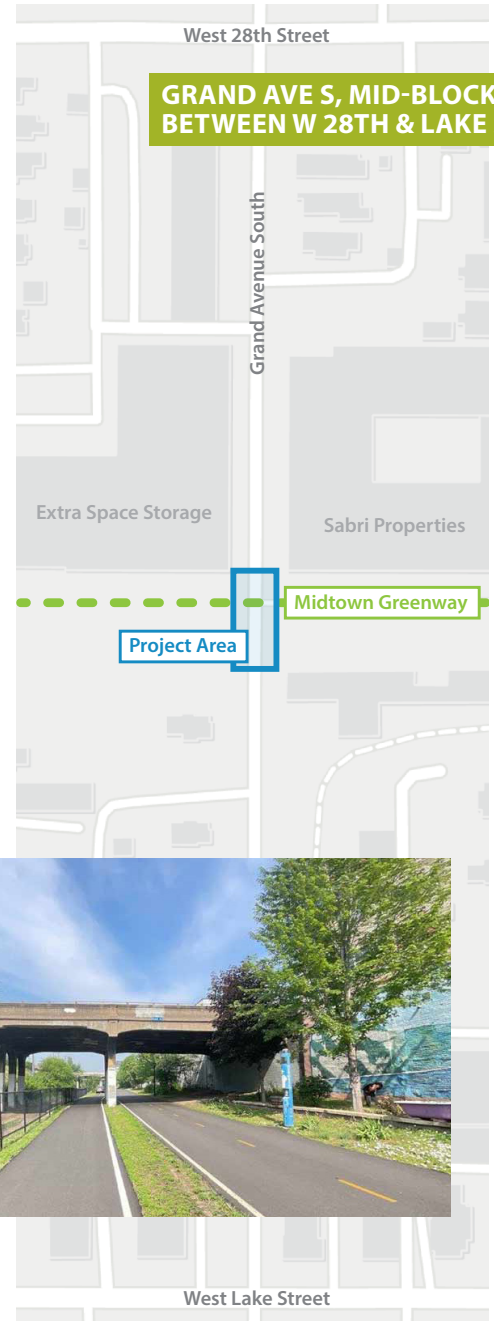 West 28th Street
GRAND AVE S, MID-BLOCK
BETWEEN W 28TH & LAKE
Grand Avenue South
Extra Space Storage
Sabri Properties
Midtown Greenway
Project Area
West Lake Street